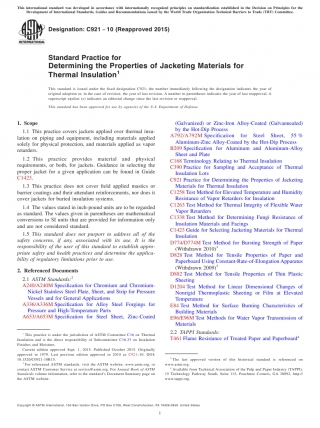 This international standard was developed in accordance with internationally recognized principles on standardization established in the Decision on Principles for the
Development of International Standards, Guides and Recommendations issued by the World Trade Organization Technical Barriers to Trade (TBT) Committee.
Designation: C921 − 10 (Reapproved 2015)
Standard Practice for
Determining the Properties of Jacketing Materials for
Thermal Insulation1
This standard is issued under the fixed designation C921; the number immediately following the designation indicates the year of
original adoption or, in the case of revision, the year of last revision. A number in parentheses indicates the year of last reapproval. A
superscript epsilon (ε) indicates an editorial change since the last revision or reapproval.
This standard has been approved for use by agencies of the U.S. Department of Defense.
1. Scope
1.1 This practice covers jackets applied over thermal insulation
on piping and equipment, including materials applied
solely for physical protection, and materials applied as vapor
retarders.
1.2 This practice provides material and physical
requirements, or both, for jackets. Guidance in selecting the
proper jacket for a given application can be found in Guide
C1423.
1.3 This practice does not cover field applied mastics or
barrier coatings and their attendant reinforcements, nor does it
cover jackets for buried insulation systems.
1.4 The values stated in inch-pound units are to be regarded
as standard. The values given in parentheses are mathematical
conversions to SI units that are provided for information only
and are not considered standard.
1.5 This standard does not purport to address all of the
safety concerns, if any, associated with its use. It is the
responsibility of the user of this standard to establish appropriate
safety and health practices and determine the applicability
of regulatory limitations prior to use.
2. Referenced Documents
2.1 ASTM Standards:2
A240/A240M Specification for Chromium and Chromium-
Nickel Stainless Steel Plate, Sheet, and Strip for Pressure
Vessels and for General Applications
A336/A336M Specification for Alloy Steel Forgings for
Pressure and High-Temperature Parts
A653/A653M Specification for Steel Sheet, Zinc-Coated
1 This practice is under the jurisdiction of ASTM Committee C16 on Thermal
Insulation and is the direct responsibility of Subcommittee C16.23 on Insulation
Finishes and Moisture.
Current edition approved Sept. 1, 2015. Published October 2015. Originally
approved in 1979. Last previous edition approved in 2010 as C921-10. DOI:
10.1520/C0921-10R15.
2 For referenced ASTM standards, visit the ASTM website, www.astm.org, or
contact ASTM Customer Service at service@astm.org. For Annual Book of ASTM
Standards volume information, refer to the standard's Document Summary page on
the ASTM website.
(Galvanized) or Zinc-Iron Alloy-Coated (Galvannealed)
by the Hot-Dip Process
A792/A792M Specification for Steel Sheet, 55 %
Aluminum-Zinc Alloy-Coated by the Hot-Dip Process
B209 Specification for Aluminum and Aluminum-Alloy
Sheet and Plate
C168 Terminology Relating to Thermal Insulation
C390 Practice for Sampling and Acceptance of Thermal
Insulation Lots
C921 Practice for Determining the Properties of Jacketing
Materials for Thermal Insulation
C1258 Test Method for Elevated Temperature and Humidity
Resistance of Vapor Retarders for Insulation
C1263 Test Method for Thermal Integrity of Flexible Water
Vapor Retarders
C1338 Test Method for Determining Fungi Resistance of
Insulation Materials and Facings
C1423 Guide for Selecting Jacketing Materials for Thermal
Insulation
D774/D774M Test Method for Bursting Strength of Paper
(Withdrawn 2010)3
D828 Test Method for Tensile Properties of Paper and
Paperboard Using Constant-Rate-of-Elongation Apparatus
(Withdrawn 2009)3
D882 Test Method for Tensile Properties of Thin Plastic
Sheeting
D1204 Test Method for Linear Dimensional Changes of
Nonrigid Thermoplastic Sheeting or Film at Elevated
Temperature
E84 Test Method for Surface Burning Characteristics of
Building Materials
E96/E96M Test Methods for Water Vapor Transmission of
Materials
2.2 TAPPI Standards:
T461 Flame Resistance of Treated Paper and Paperboard4
3 The last approved version of this historical standard is referenced on
www.astm.org.
4 Available from Technical Association of the Pulp and Paper Industry (TAPPI),
15 Technology Parkway South, Suite 115, Peachtree Corners, GA 30092, http://
www.tappi.org.
Copyright © ASTM International, 100 Barr Harbor Drive, PO Box C700, West Conshohocken, PA 19428-2959. United States
1